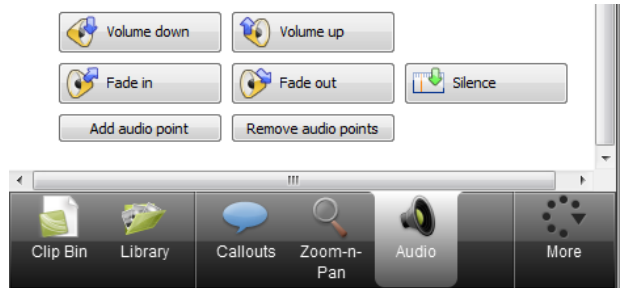 Volume down Volume up
Fade in Fade out Silence
Add audio point Remove audio points
Clip Bin Library Callouts Zoom-n-
Pan Audio More